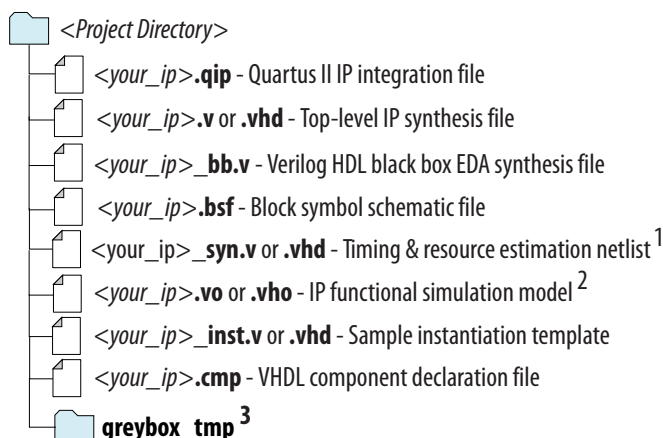 <Project Directory>
<your_ip>.qip - Quartus II IP integration file
<your_ip>.v or .vhd - Top-level IP synthesis file
<your_ip>_bb.v - Verilog HDL black box EDA synthesis file
<your_ip>.bsf - Block symbol schematic file
<your_ip>_syn.v or .vhd - Timing & resource estimation netlist 1
<your_ip>.vo or .vho - IP functional simulation model 2
<your_ip>_inst.v or .vhd - Sample instantiation template
<your_ip>.cmp - VHDL component declaration file
greybox_tmp 3